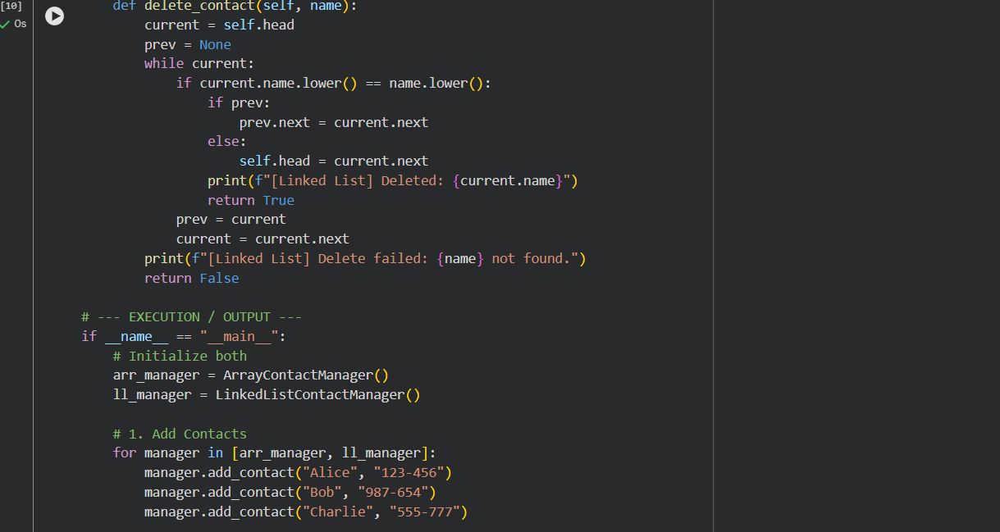 [10]
0s
def delete_contact(self, name):
current = self.head
prev = None
while current:
if current.name.lower() == name.lower():
if prev:
prev.next = current.next
else:
self.head = current.next
print(f"[Linked List] Deleted: {current.name}")
return True
prev = current
current = current.next
print(f"[Linked List] Delete failed: {name} not found.")
return False
# --- EXECUTION / OUTPUT ---
if __name__ == "__main__":
# Initialize both
arr_manager = ArrayContactManager()
ll_manager = LinkedListContactManager()
# 1. Add Contacts
for manager in [arr_manager, ll_manager]:
manager.add_contact("Alice", "123-456")
manager.add_contact("Bob", "987-654")
manager.add_contact("Charlie", "555-777")